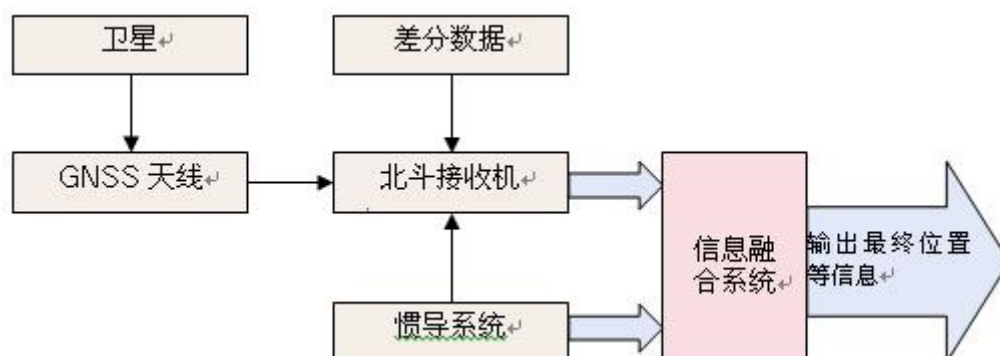 卫星
差分数据
GNSS 天线
北斗接收机
信息融
合系统
输出最终位置
等信息
惯导系统